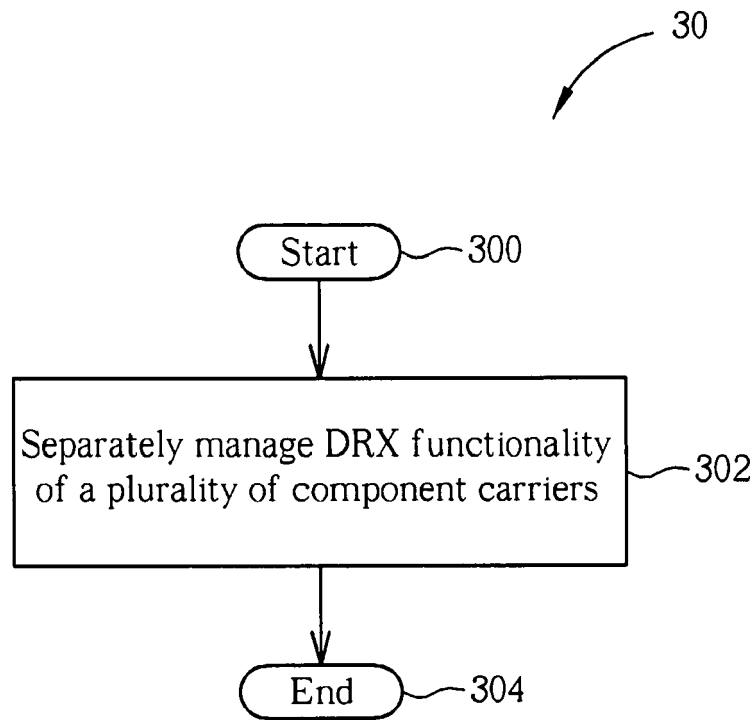 30
Start
300
Separately manage DRX functionality
of a plurality of component carriers
302
End
304